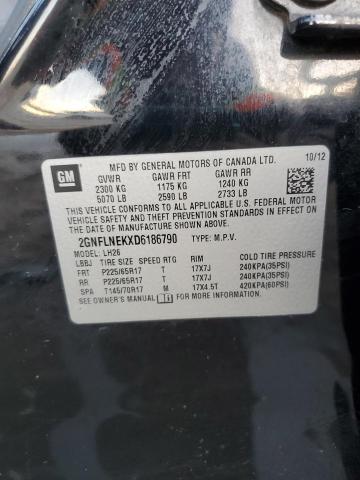 GM
MFD BY GENERAL MOTORS OF CANADA LTD. 10/12
GVWR GAWR FRT GAWR RR
2300 KG 1175 KG 1240 KG
5070 LB 2590 LB 2733 LB
THIS VEHICLE CONFORMS TO ALL APPLICABLE U.S. FEDERAL MOTOR
VEHICLE SAFETY AND THEFT PREVENTION STANDARDS IN EFFECT ON
THE DATE OF MANUFACTURE SHOWN ABOVE.
2GNFLNEKXD6186790 TYPE: M.P.V.
MODEL: LH26
LBBJ TIRE SIZE SPEED RTG RIM COLD TIRE PRESSURE
FRT P225/65R17 T 17X7J 240KPA(35PSI)
RR P225/65R17 T 17X7J 240KPA(35PSI)
SPA T145/70R17 M 17X4.5T 420KPA(60PSI)
SEE OWNER'S MANUAL FOR ADDITIONAL INFORMATION